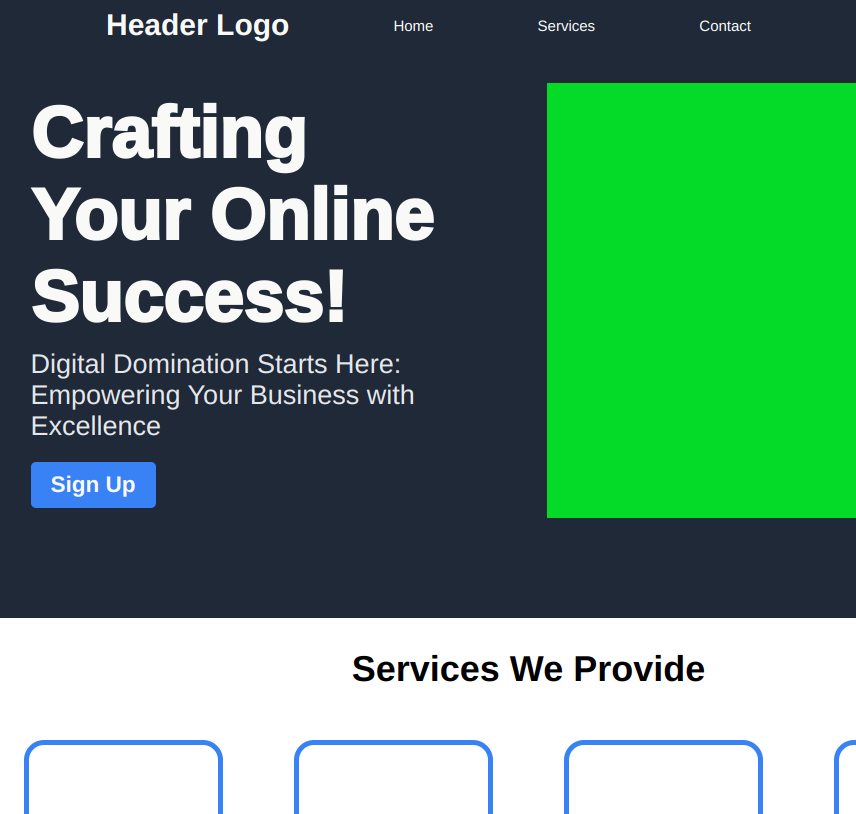 Header Logo
Home
Services
Contact
Crafting
Your Online
Success!
Digital Domination Starts Here:
Empowering Your Business with
Excellence
Sign Up
Services We Provide